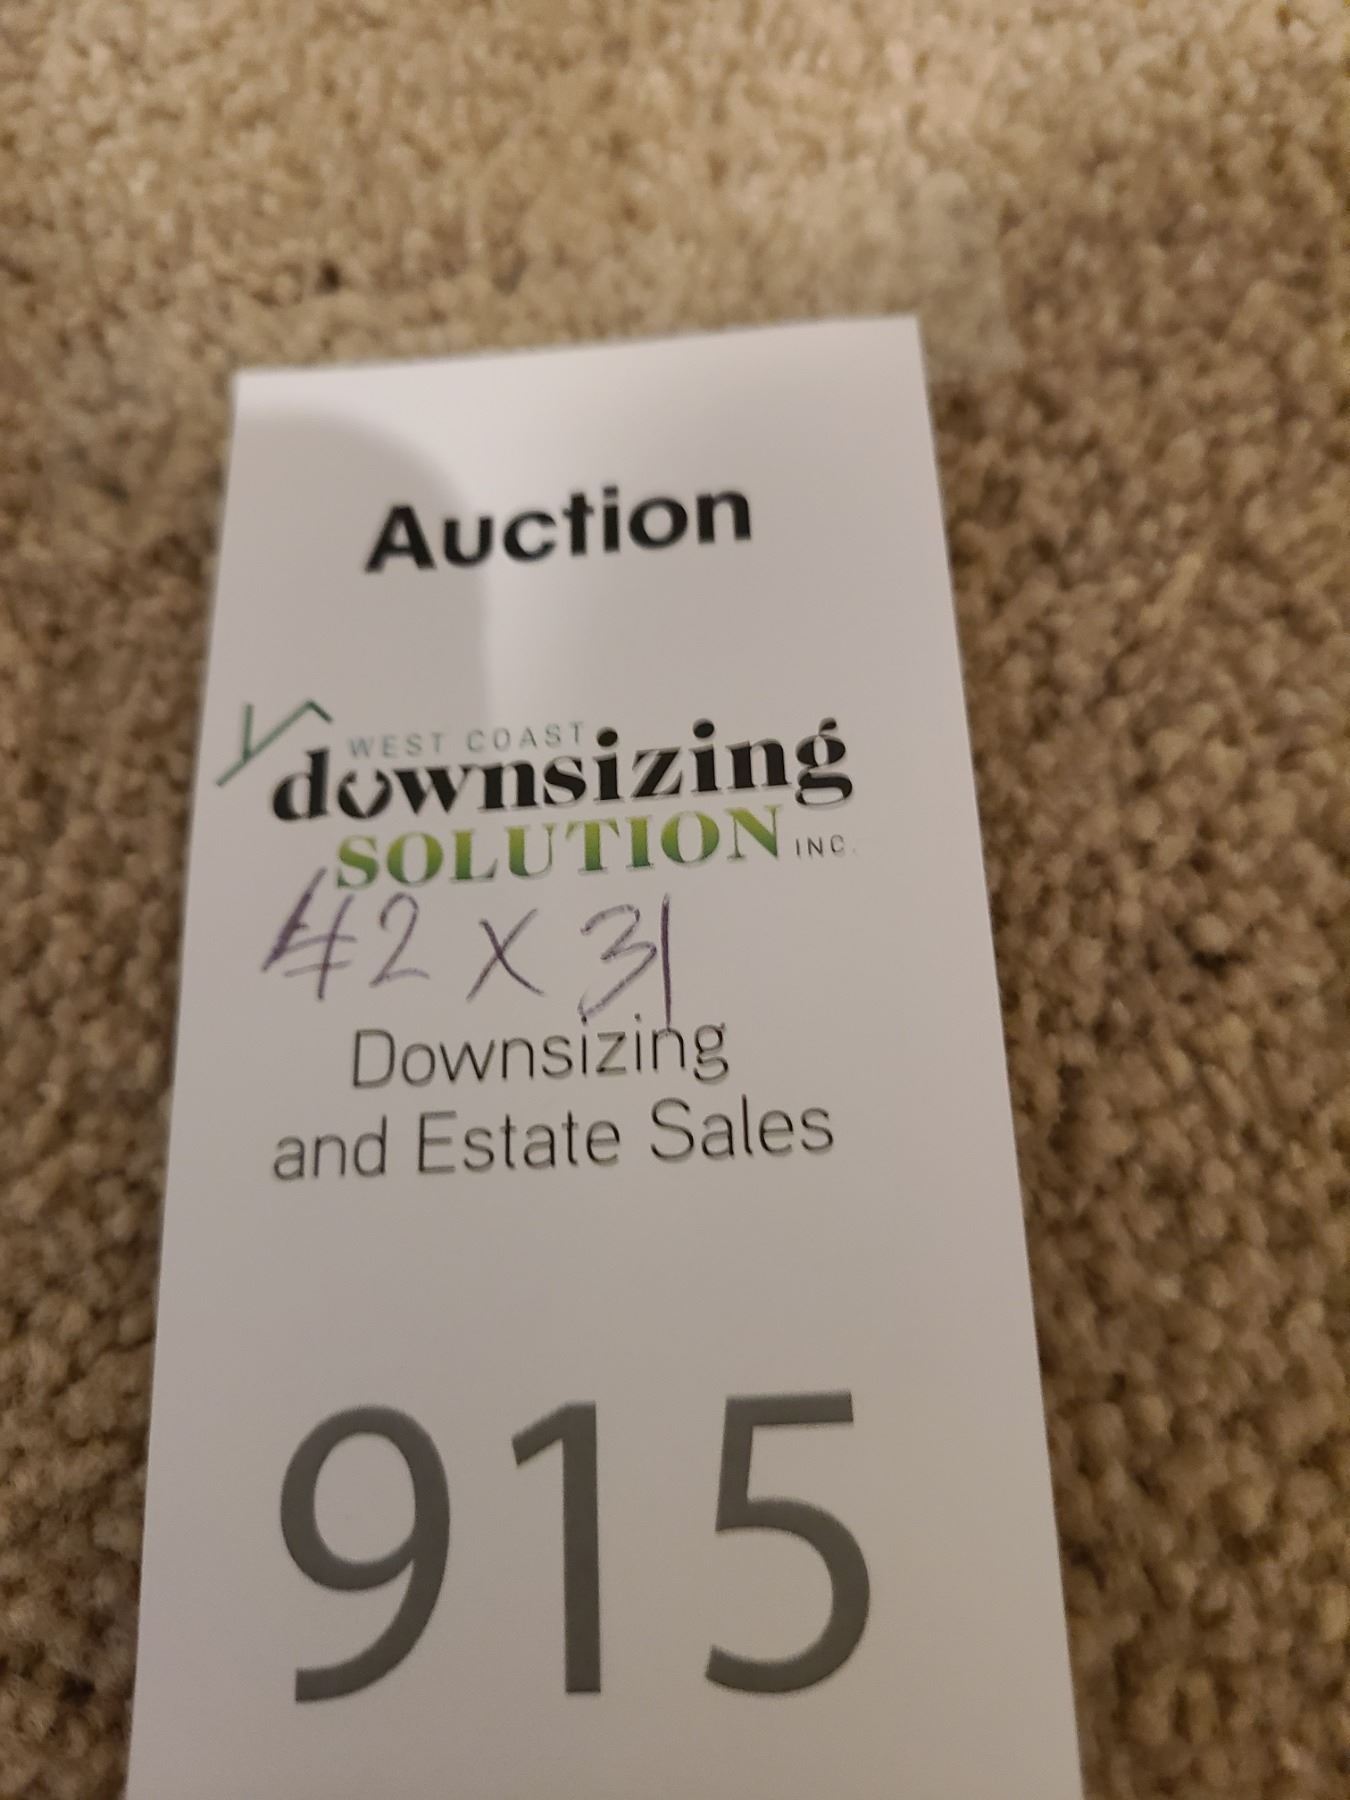 Auction
WEST COAST
downsizing
SOLUTION INC.
42 x 31
Downsizing
and Estate Sales
915